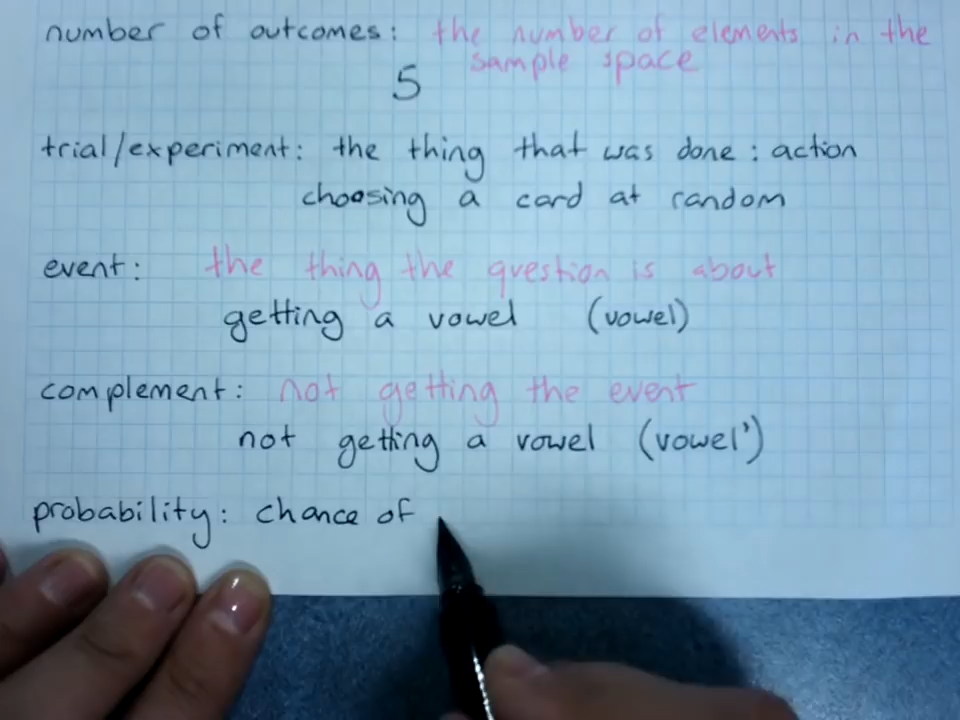 number of outcomes: the number of elements in the
sample space
5
trial/experiment: the thing that was done: action
choosing a card at random
event: the thing the question is about
getting a vowel (vowel)
complement: not getting the event
not getting a vowel (vowel')
probability: chance of